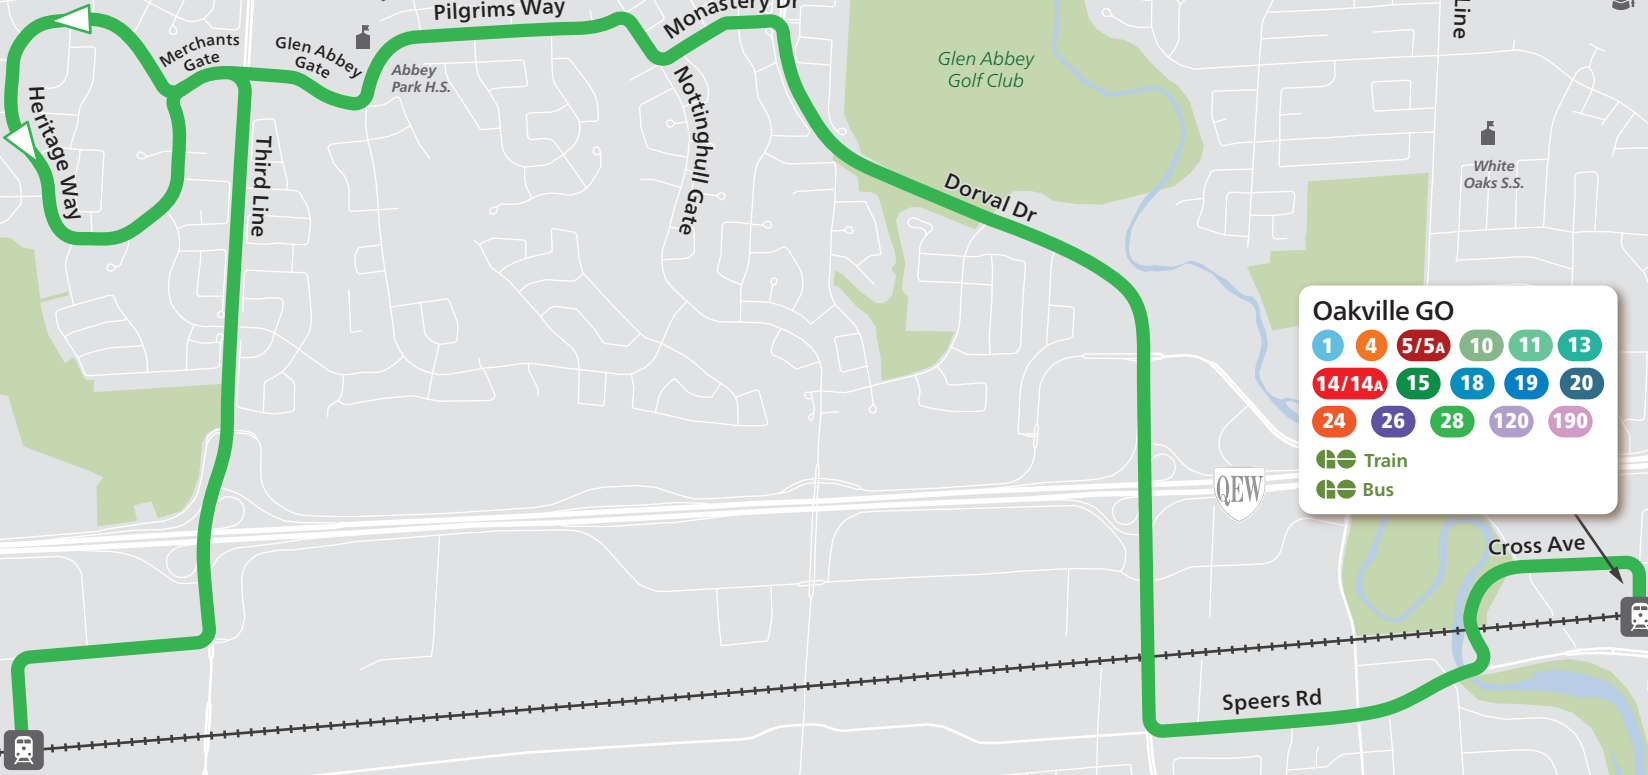 Pilgrims Way
Monastery Dr
Line
Merchants
Gate
Glen Abbey
Gate
Abbey
Park H.S.
Glen Abbey
Golf Club
Heritage Way
Third Line
Nottinghull Gate
Dorval Dr
White
Oaks S.S.
Oakville GO
1 4 5/5A 10 11 13
14/14A 15 18 19 20
24 26 28 120 190
GO Train
GO Bus
QEW
Cross Ave
Speers Rd